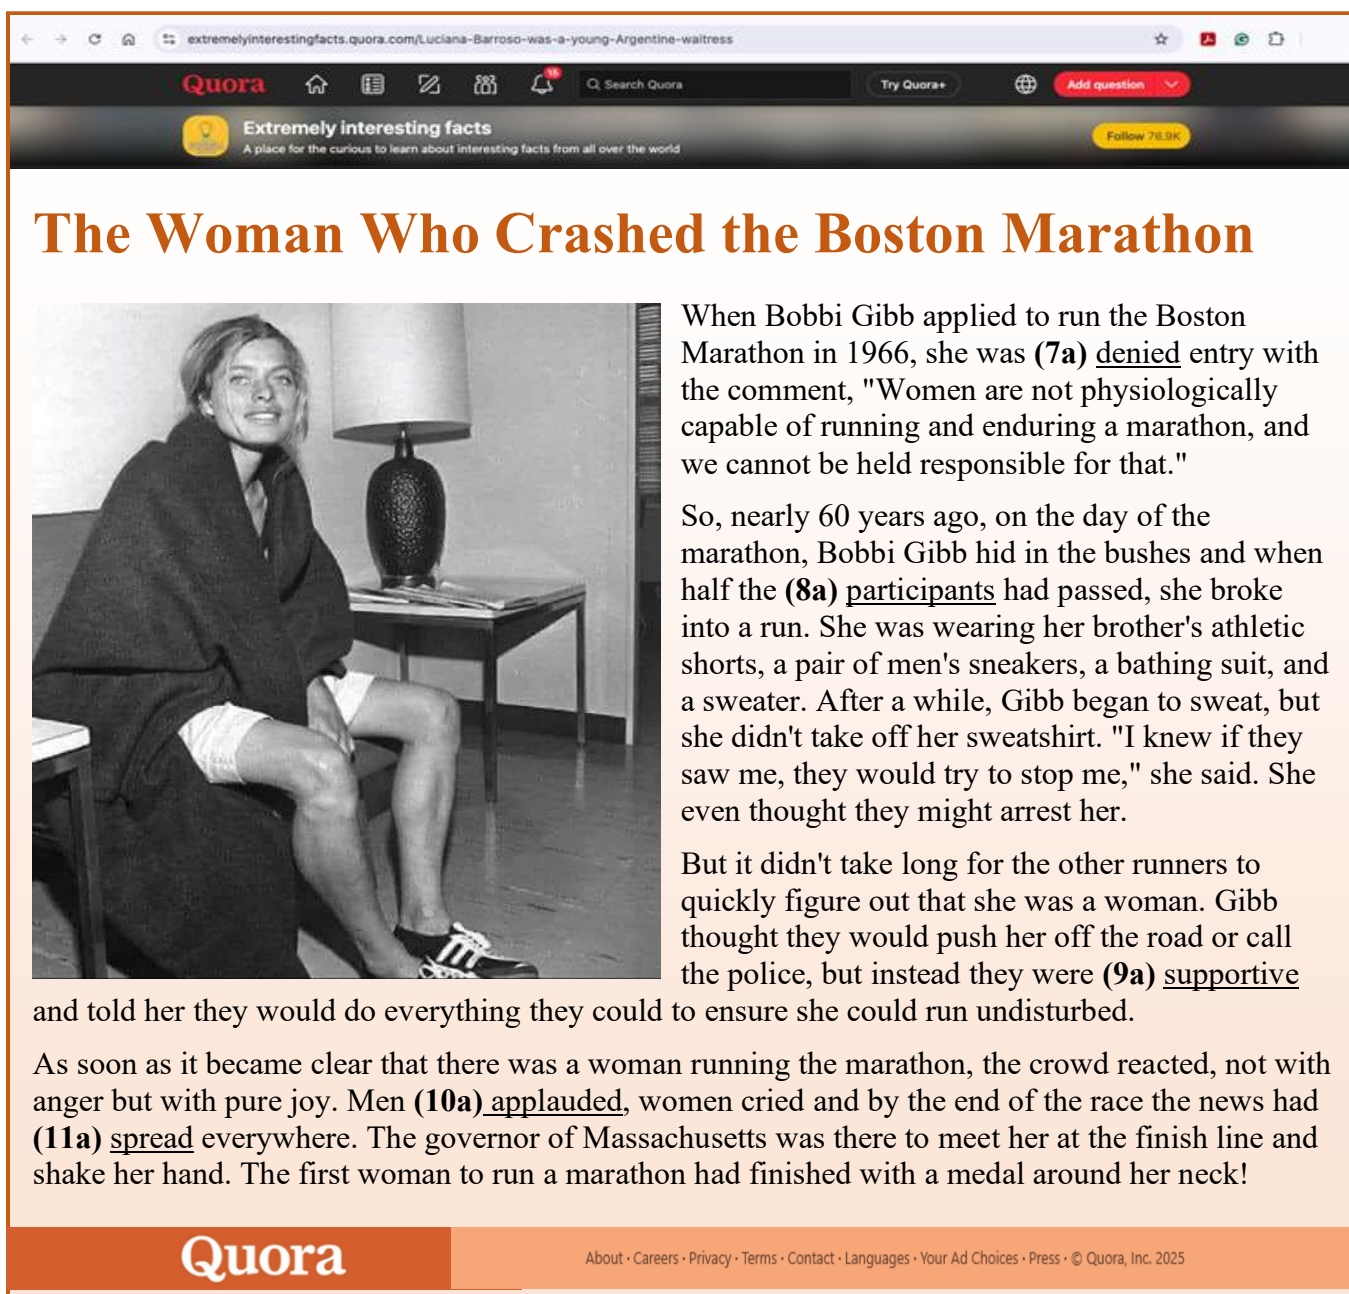 extremelyinterestingfacts.quora.com/Luciana-Barroso-was-a-young-Argentine-waitress
Quora
15
Search Quora
Try Quora+
Add question
Extremely interesting facts
A place for the curious to learn about interesting facts from all over the world
Follow 76.9K
The Woman Who Crashed the Boston Marathon
When Bobbi Gibb applied to run the Boston
Marathon in 1966, she was (7a) denied entry with
the comment, "Women are not physiologically
capable of running and enduring a marathon, and
we cannot be held responsible for that."
So, nearly 60 years ago, on the day of the
marathon, Bobbi Gibb hid in the bushes and when
half the (8a) participants had passed, she broke
into a run. She was wearing her brother's athletic
shorts, a pair of men's sneakers, a bathing suit, and
a sweater. After a while, Gibb began to sweat, but
she didn't take off her sweatshirt. "I knew if they
saw me, they would try to stop me," she said. She
even thought they might arrest her.
But it didn't take long for the other runners to
quickly figure out that she was a woman. Gibb
thought they would push her off the road or call
the police, but instead they were (9a) supportive
and told her they would do everything they could to ensure she could run undisturbed.
As soon as it became clear that there was a woman running the marathon, the crowd reacted, not with
anger but with pure joy. Men (10a) applauded, women cried and by the end of the race the news had
(11a) spread everywhere. The governor of Massachusetts was there to meet her at the finish line and
shake her hand. The first woman to run a marathon had finished with a medal around her neck!
Quora
About · Careers · Privacy · Terms · Contact · Languages · Your Ad Choices · Press · © Quora, Inc. 2025